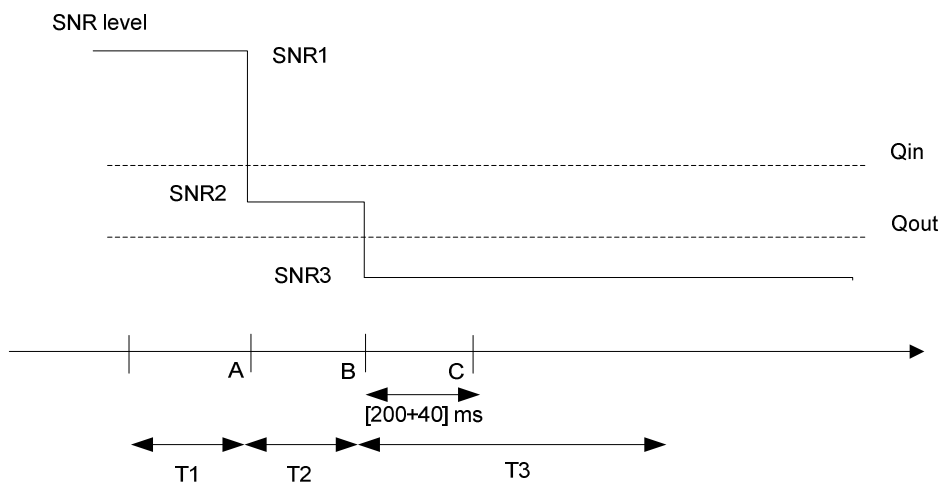 SNR level
SNR1
Qin
SNR2
Qout
SNR3
A
B
C
[200+40] ms
T1
T2
T3